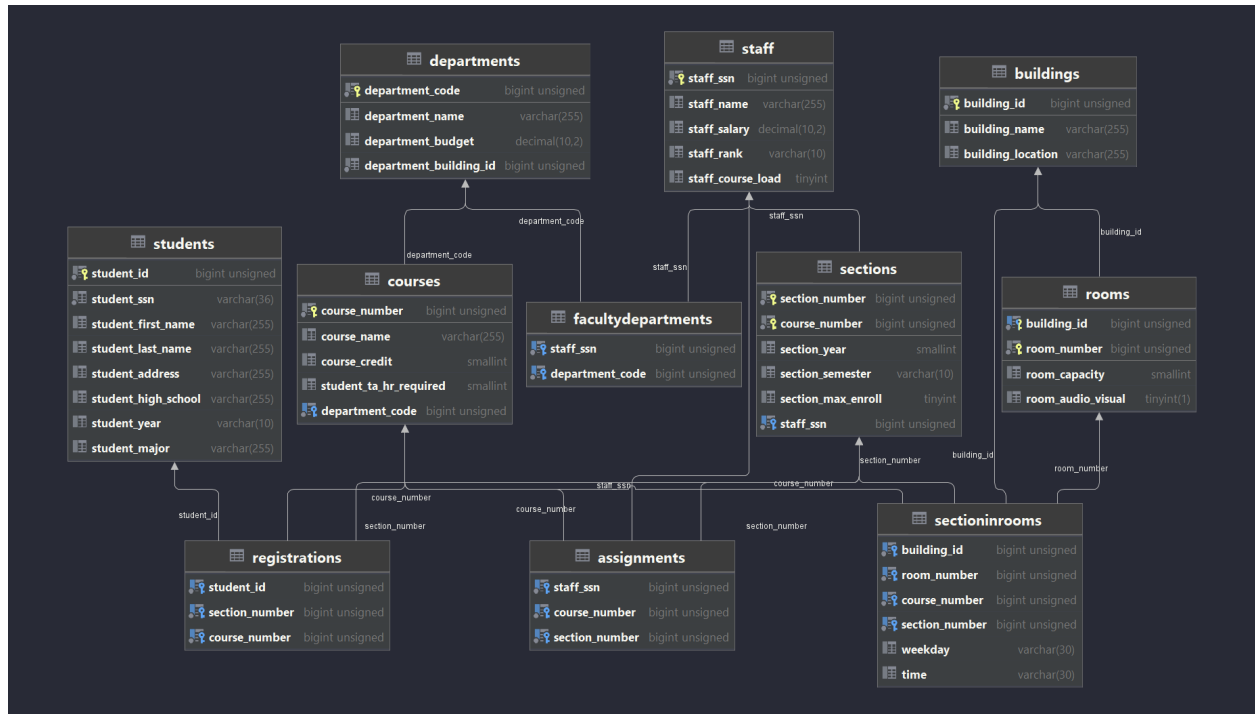 departments
department_code bigint unsigned
department_name varchar(255)
department_budget decimal(10,2)
department_building_id bigint unsigned
staff
staff_ssn bigint unsigned
staff_name varchar(255)
staff_salary decimal(10,2)
staff_rank varchar(10)
staff_course_load tinyint
buildings
building_id bigint unsigned
building_name varchar(255)
building_location varchar(255)
department_code
staff_ssn
building_id
department_code
staff_ssn
students
student_id bigint unsigned
student_ssn varchar(36)
student_first_name varchar(255)
student_last_name varchar(255)
student_address varchar(255)
student_high_school varchar(255)
student_year varchar(10)
student_major varchar(255)
courses
course_number bigint unsigned
course_name varchar(255)
course_credit smallint
student_ta_hr_required smallint
department_code bigint unsigned
facultydepartments
staff_ssn bigint unsigned
department_code bigint unsigned
sections
section_number bigint unsigned
course_number bigint unsigned
section_year smallint
section_semester varchar(10)
section_max_enroll tinyint
staff_ssn bigint unsigned
rooms
building_id bigint unsigned
room_number bigint unsigned
room_capacity smallint
room_audio_visual tinyint(1)
building_id
section_number
room_number
staff_ssn
course_number
course_number
course_number
student_id
section_number
section_number
registrations
student_id bigint unsigned
section_number bigint unsigned
course_number bigint unsigned
assignments
staff_ssn bigint unsigned
course_number bigint unsigned
section_number bigint unsigned
sectioninrooms
building_id bigint unsigned
room_number bigint unsigned
course_number bigint unsigned
section_number bigint unsigned
weekday varchar(30)
time varchar(30)